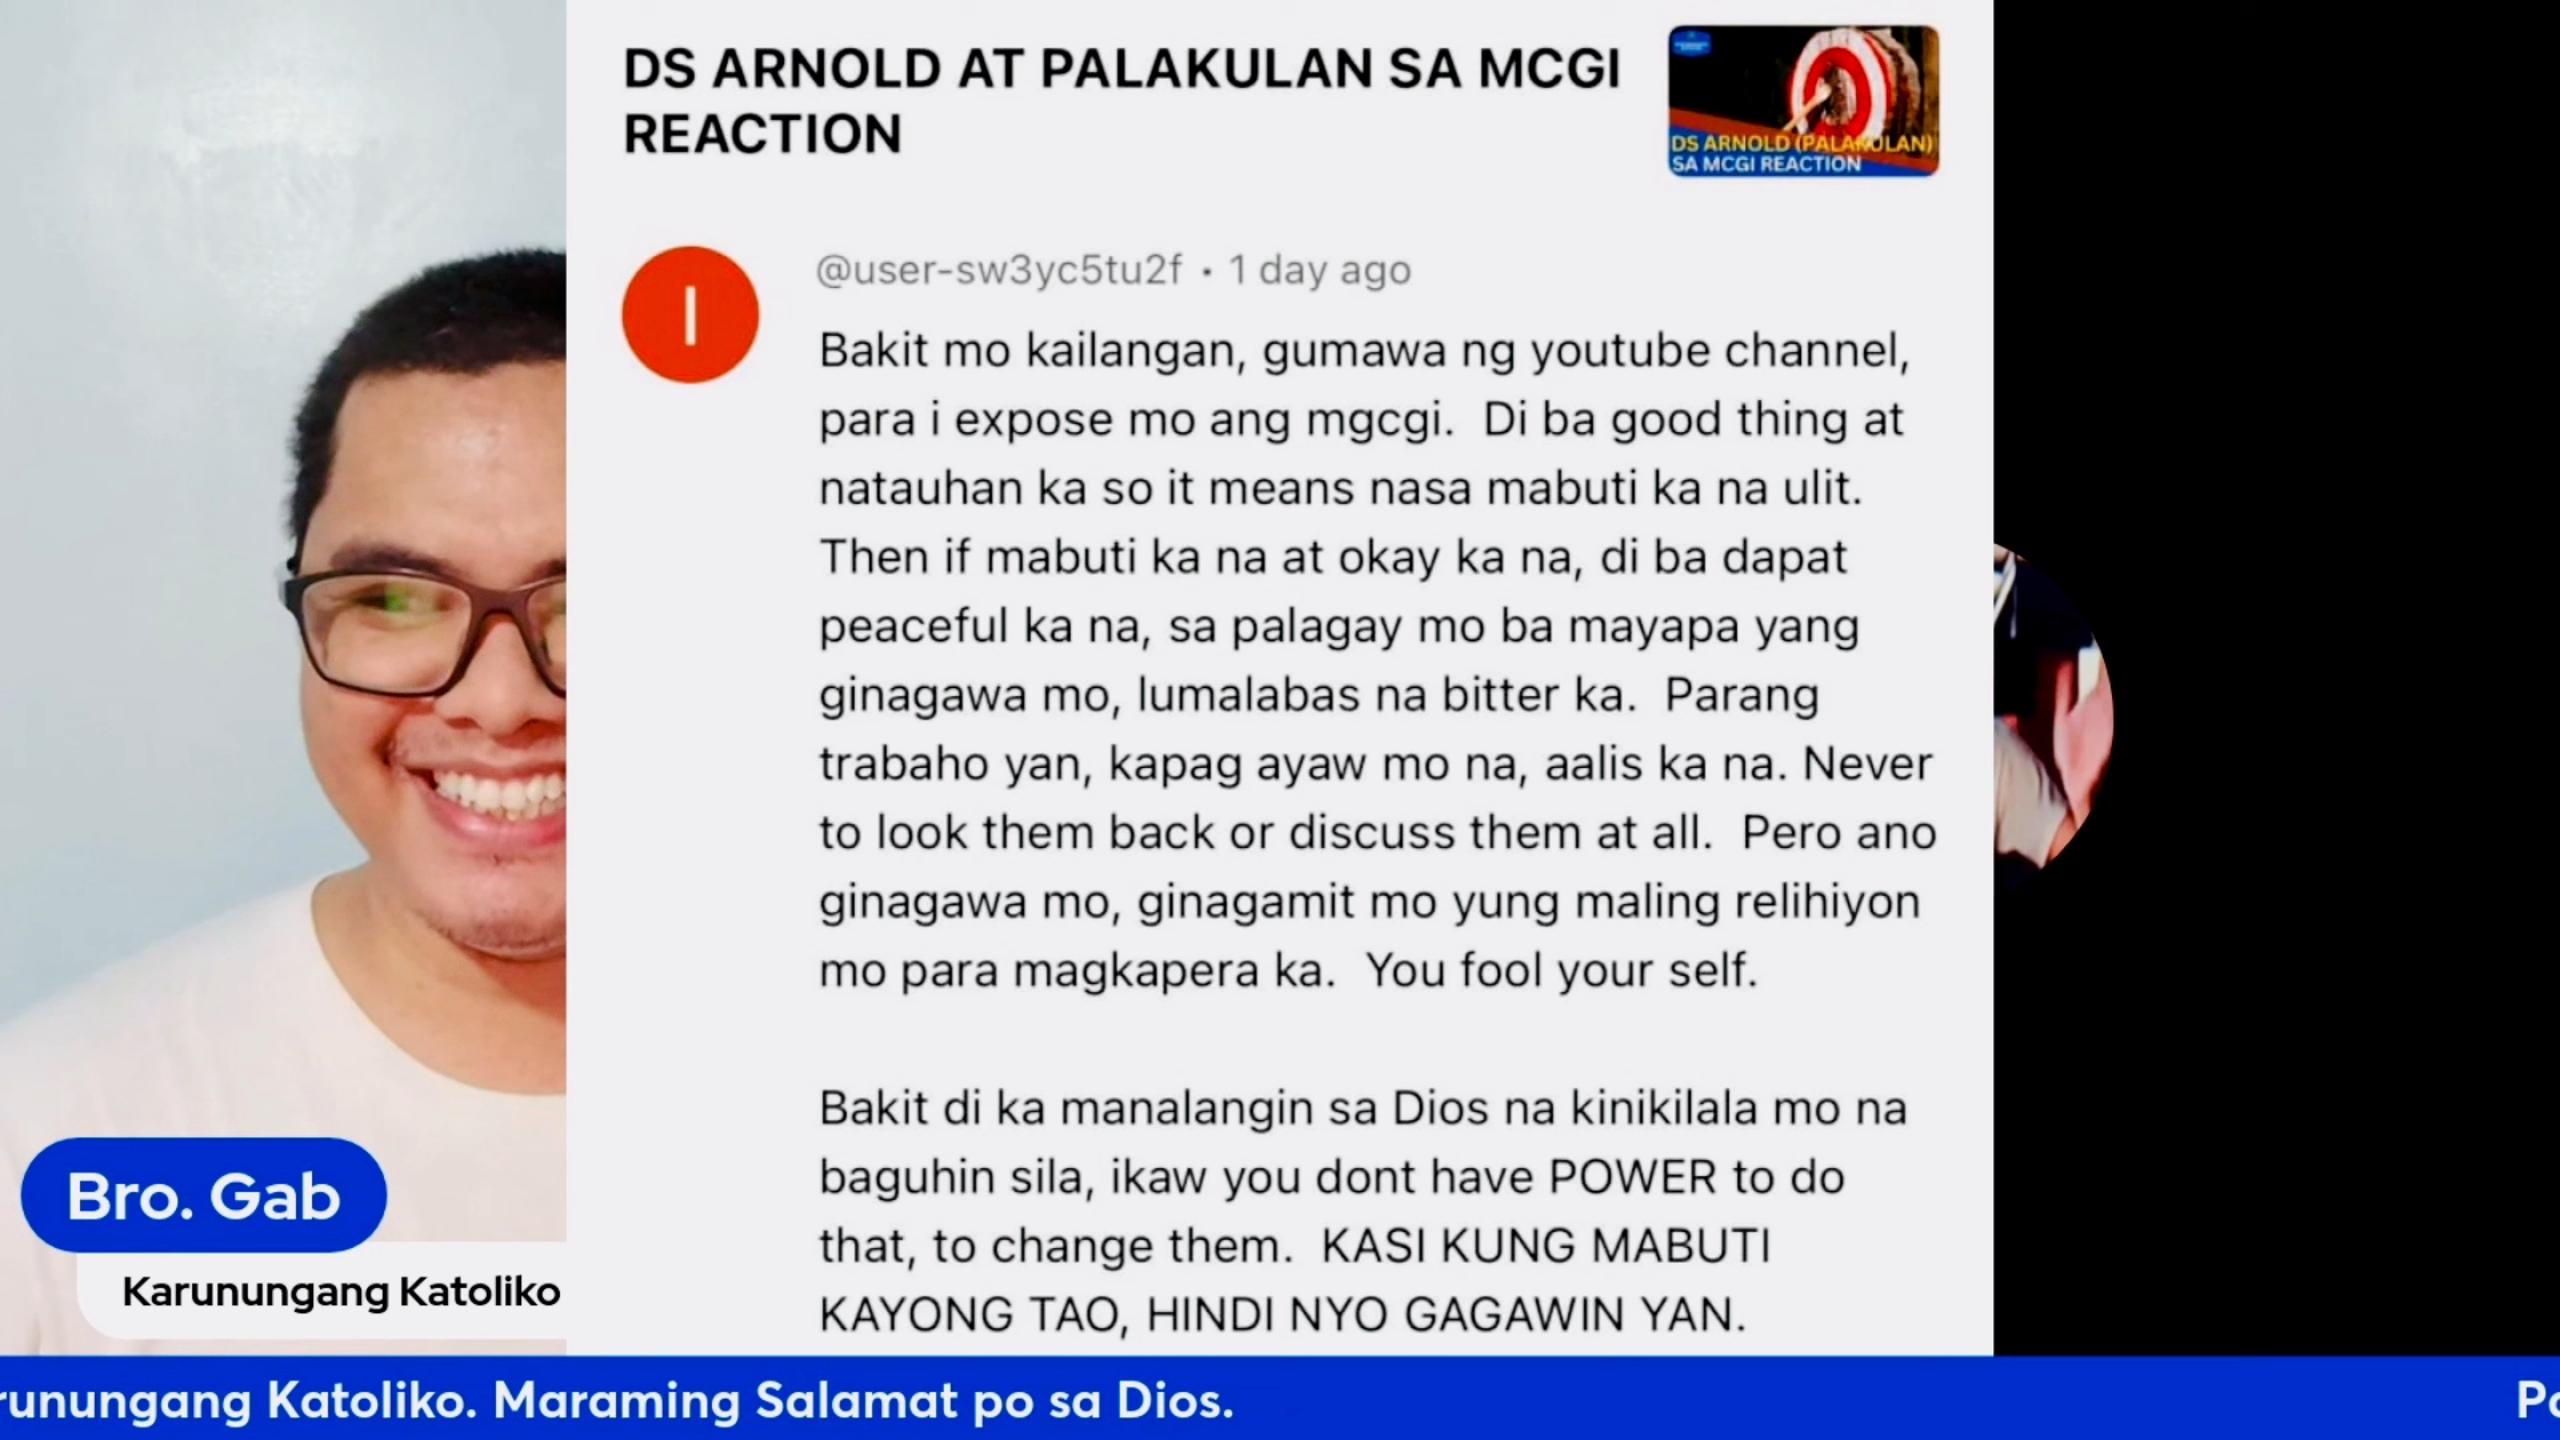 DS ARNOLD AT PALAKULAN SA MCGI
REACTION
DS ARNOLD (PALAKULAN)
SA MCGI REACTION
I
@user-sw3yc5tu2f • 1 day ago
Bakit mo kailangan, gumawa ng youtube channel,
para i expose mo ang mgcgi.  Di ba good thing at
natauhan ka so it means nasa mabuti ka na ulit.
Then if mabuti ka na at okay ka na, di ba dapat
peaceful ka na, sa palagay mo ba mayapa yang
ginagawa mo, lumalabas na bitter ka.  Parang
trabaho yan, kapag ayaw mo na, aalis ka na. Never
to look them back or discuss them at all.  Pero ano
ginagawa mo, ginagamit mo yung maling relihiyon
mo para magkapera ka.  You fool your self.
Bakit di ka manalangin sa Dios na kinikilala mo na
baguhin sila, ikaw you dont have POWER to do
that, to change them.  KASI KUNG MABUTI
KAYONG TAO, HINDI NYO GAGAWIN YAN.
Bro. Gab
Karunungang Katoliko
runungang Katoliko. Maraming Salamat po sa Dios.